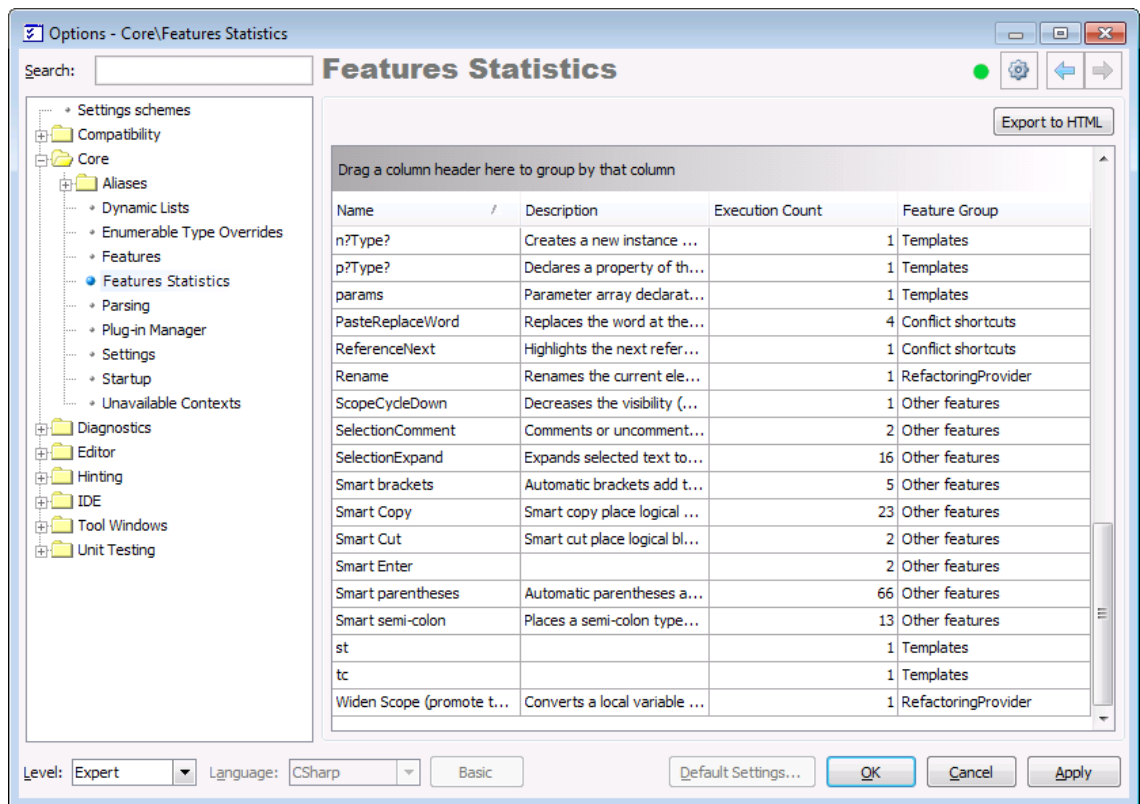 Options - Core\Features Statistics
Search:
Features Statistics
Settings schemes
Compatibility
Core
Aliases
Dynamic Lists
Enumerable Type Overrides
Features
Features Statistics
Parsing
Plug-in Manager
Settings
Startup
Unavailable Contexts
Diagnostics
Editor
Hinting
IDE
Tool Windows
Unit Testing
Export to HTML
Drag a column header here to group by that column
Name Description Execution Count Feature Group
n?Type? Creates a new instance ... 1 Templates
p?Type? Declares a property of th... 1 Templates
params Parameter array declarat... 1 Templates
PasteReplaceWord Replaces the word at the... 4 Conflict shortcuts
ReferenceNext Highlights the next refer... 1 Conflict shortcuts
Rename Renames the current ele... 1 RefactoringProvider
ScopeCycleDown Decreases the visibility (... 1 Other features
SelectionComment Comments or uncomment... 2 Other features
SelectionExpand Expands selected text to... 16 Other features
Smart brackets Automatic brackets add t... 5 Other features
Smart Copy Smart copy place logical ... 23 Other features
Smart Cut Smart cut place logical bl... 2 Other features
Smart Enter 2 Other features
Smart parentheses Automatic parentheses a... 66 Other features
Smart semi-colon Places a semi-colon type... 13 Other features
st 1 Templates
tc 1 Templates
Widen Scope (promote t... Converts a local variable ... 1 RefactoringProvider
Level: Expert Language: CSharp Basic Default Settings... OK Cancel Apply